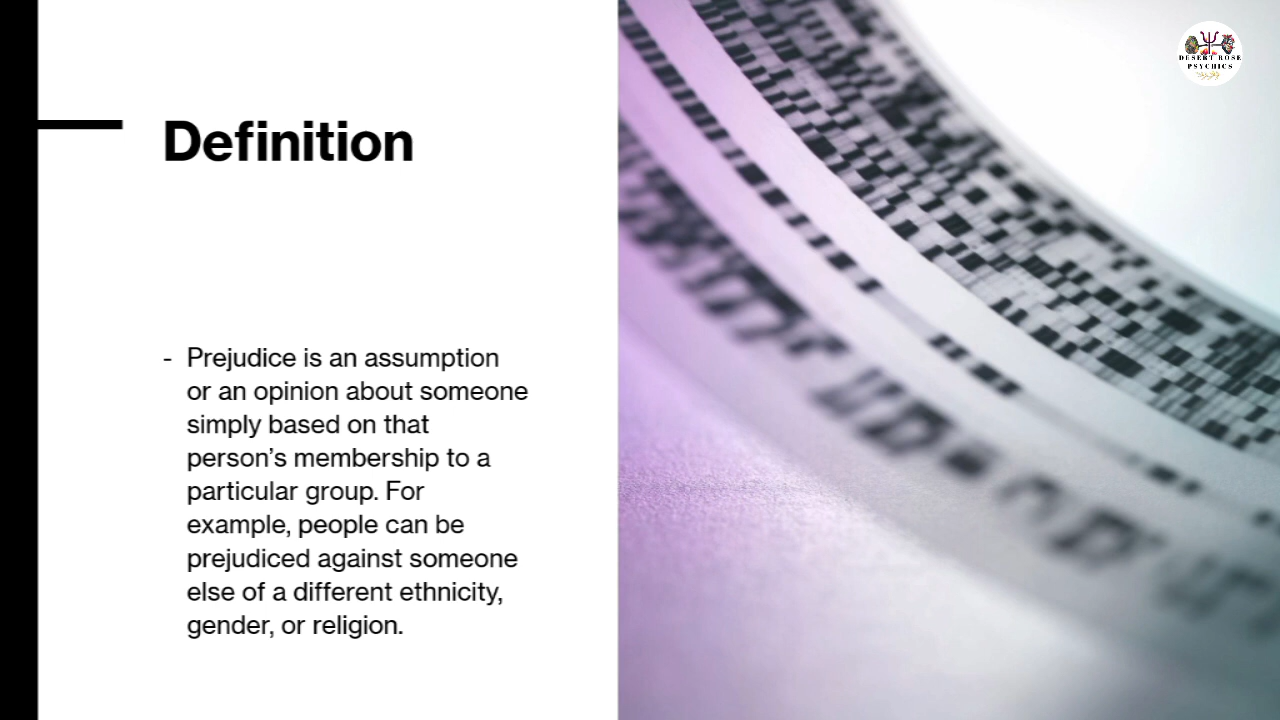 Definition
- Prejudice is an assumption
or an opinion about someone
simply based on that
person's membership to a
particular group. For
example, people can be
prejudiced against someone
else of a different ethnicity,
gender, or religion.
DESERT ROSE
PSYCHICS